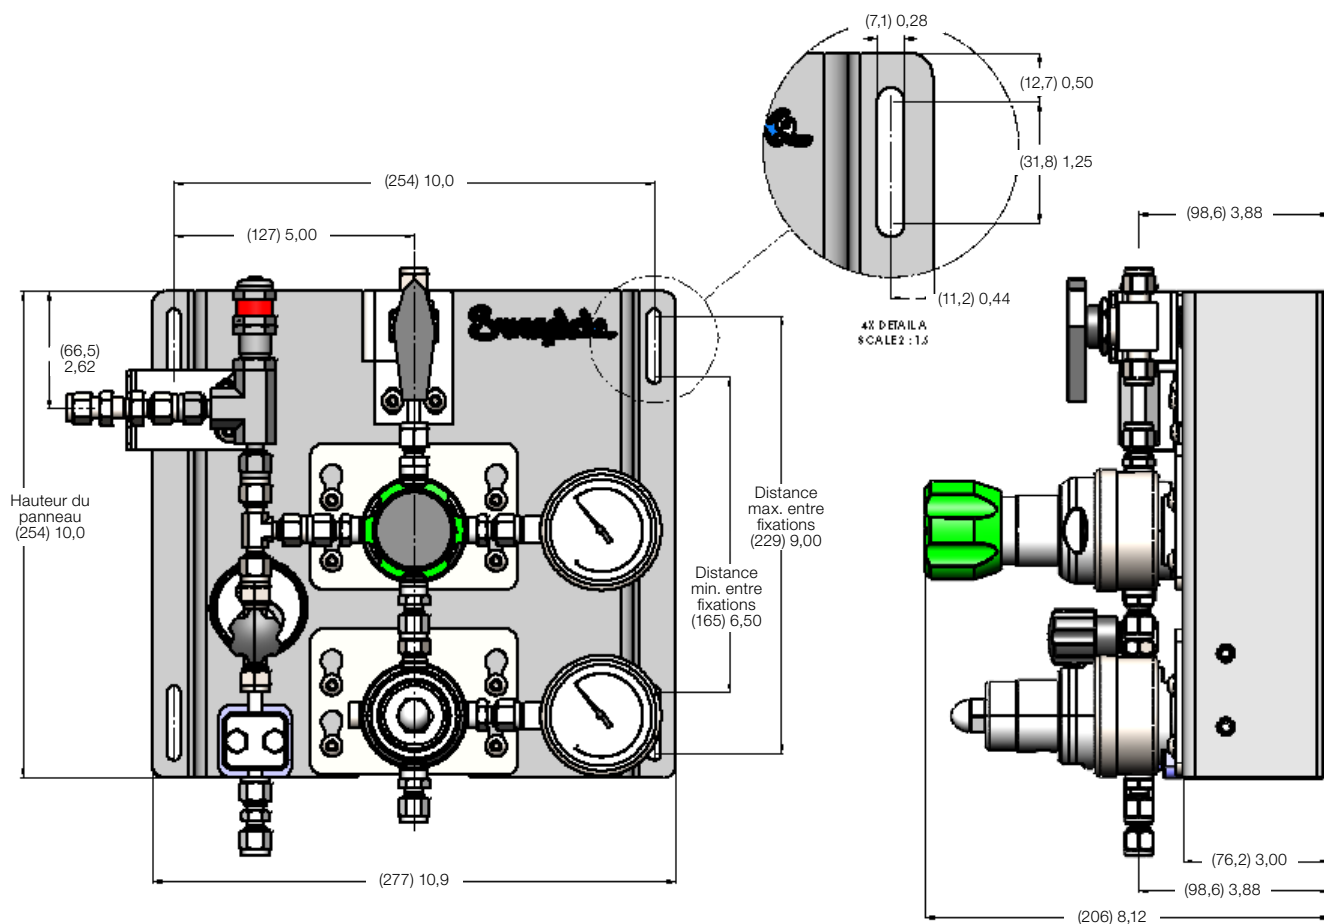 (7,1) 0,28
(12,7) 0,50
(31,8) 1,25
(11,2) 0,44
4X DETAIL A
SCALE 2 : 1.5
(254) 10,0
(127) 5,00
(98,6) 3,88
Swagelok
(66,5)
2,62
Hauteur du
panneau
(254) 10,0
Distance
max. entre
fixations
(229) 9,00
Distance
min. entre
fixations
(165) 6,50
(277) 10,9
(76,2) 3,00
(98,6) 3,88
(206) 8,12